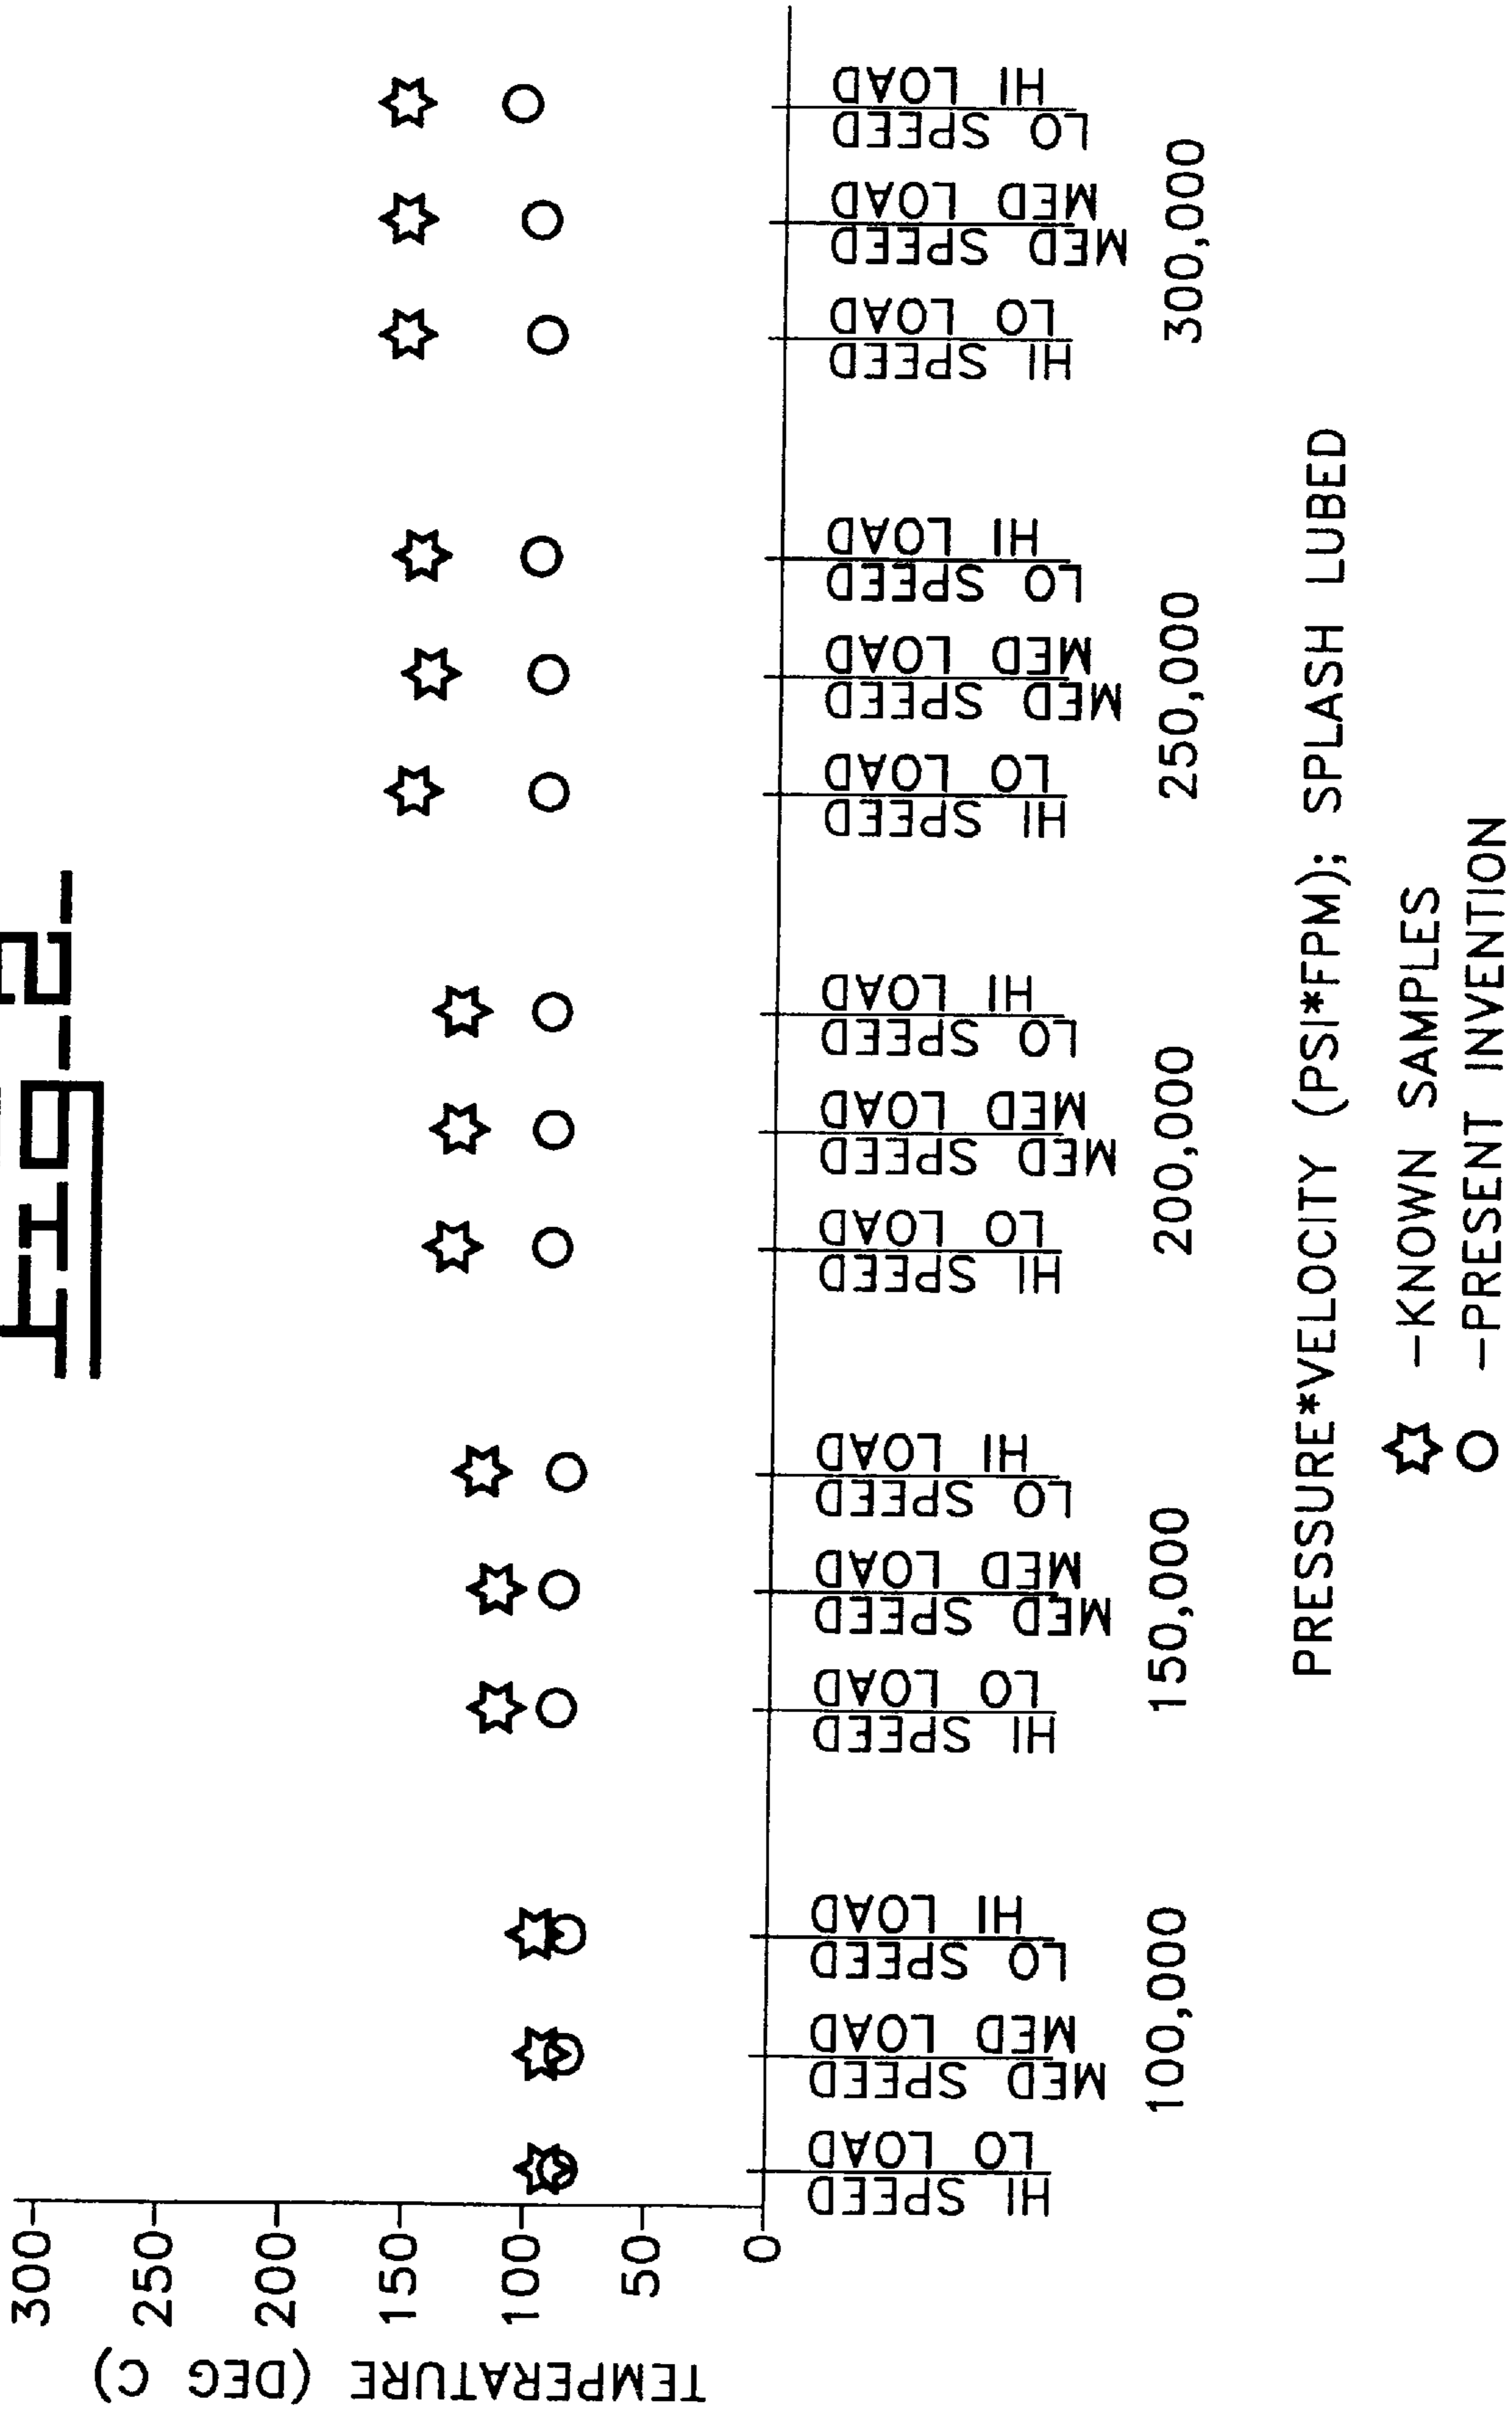 Fig_2_
TEMPERATURE (DEG C)
300
250
200
150
100
50
0
HI SPEED
LO LOAD
MED SPEED
MED LOAD
LO SPEED
HI LOAD
HI SPEED
LO LOAD
MED SPEED
MED LOAD
LO SPEED
HI LOAD
HI SPEED
LO LOAD
MED SPEED
MED LOAD
LO SPEED
HI LOAD
HI SPEED
LO LOAD
MED SPEED
MED LOAD
LO SPEED
HI LOAD
HI SPEED
LO LOAD
MED SPEED
MED LOAD
LO SPEED
HI LOAD
100,000
150,000
200,000
250,000
300,000
PRESSURE*VELOCITY (PSI*FPM); SPLASH LUBED
-KNOWN SAMPLES
-PRESENT INVENTION